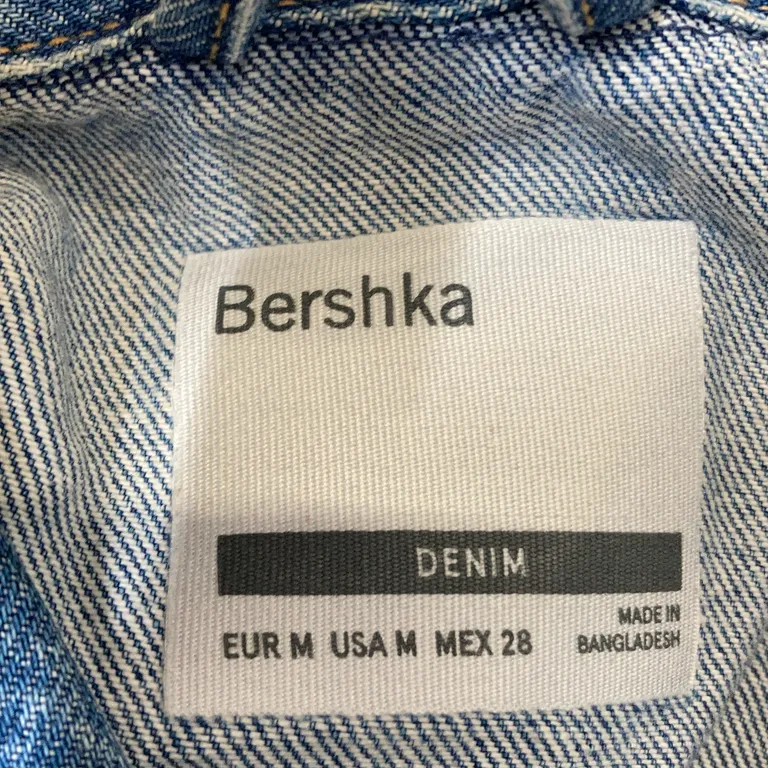 Bershka
DENIM
EUR M USA M MEX 28
MADE IN
BANGLADESH